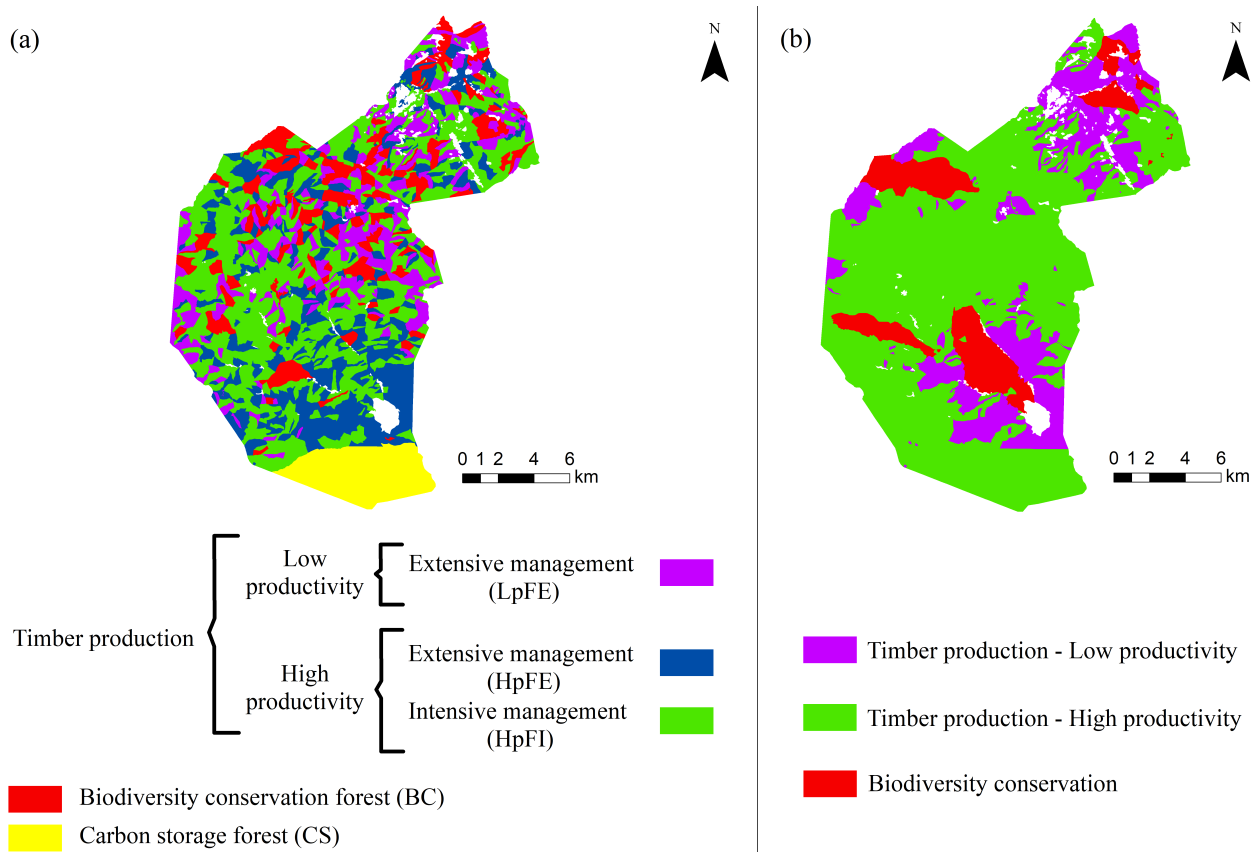 (a)
N
0 1 2 4 6
km
Low
productivity
Extensive management
(LpFE)
Timber production
High
productivity
Extensive management
(HpFE)
Intensive management
(HpFI)
Biodiversity conservation forest (BC)
Carbon storage forest (CS)
(b)
N
0 1 2 4 6
km
Timber production - Low productivity
Timber production - High productivity
Biodiversity conservation